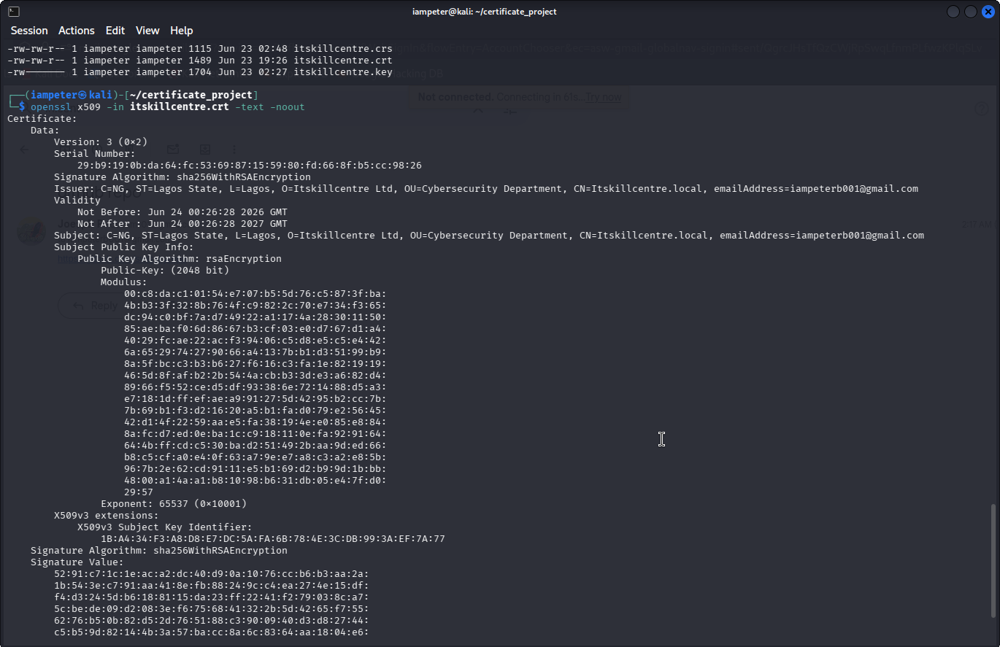 iampeter@kali: ~/certificate_project
Session Actions Edit View Help
-rw-rw-r-- 1 iampeter iampeter 1115 Jun 23 02:48 itskillcentre.crs
-rw-rw-r-- 1 iampeter iampeter 1489 Jun 23 19:26 itskillcentre.crt
-rw------- 1 iampeter iampeter 1704 Jun 23 02:27 itskillcentre.key
Hacking DB
┌──(iampeter㉿kali)-[~/certificate_project]
Not connected. Connecting in 61s... Try now
└─$ openssl x509 -in itskillcentre.crt -text -noout
Certificate:
Data:
Version: 3 (0×2)
Serial Number:
29:b9:19:0b:da:64:fc:53:69:87:15:59:80:fd:66:8f:b5:cc:98:26
Signature Algorithm: sha256WithRSAEncryption
Issuer: C=NG, ST=Lagos State, L=Lagos, O=Itskillcentre Ltd, OU=Cybersecurity Department, CN=Itskillcentre.local, emailAddress=iampeterb001@gmail.com
Validity
Not Before: Jun 24 00:26:28 2026 GMT
Not After : Jun 24 00:26:28 2027 GMT
2:17 AM
Subject: C=NG, ST=Lagos State, L=Lagos, O=Itskillcentre Ltd, OU=Cybersecurity Department, CN=Itskillcentre.local, emailAddress=iampeterb001@gmail.com
Subject Public Key Info:
Public Key Algorithm: rsaEncryption
Public-Key: (2048 bit)
Modulus:
00:c8:da:c1:01:54:e7:07:b5:5d:76:c5:87:3f:ba:
4b:b3:3f:32:8b:76:4f:c9:82:2c:70:e7:34:f3:65:
Reply
dc:94:c0:bf:7a:d7:49:22:a1:17:4a:28:30:11:50:
85:ae:ba:f0:6d:86:67:b3:cf:03:e0:d7:67:d1:a4:
40:29:fc:ae:22:ac:f3:94:06:c5:d8:e5:c5:e4:42:
6a:65:29:74:27:90:66:a4:13:7b:b1:d3:51:99:b9:
8a:5f:bc:c3:b3:b6:27:f6:16:c3:fa:1e:82:19:19:
46:5d:8f:af:b2:2b:54:4a:cb:b3:3d:e3:a6:82:d4:
89:66:f5:52:ce:d5:df:93:38:6e:72:14:88:d5:a3:
e7:18:1d:ff:ef:ae:a9:91:27:5d:42:95:b2:cc:7b:
7b:69:b1:f3:d2:16:20:a5:b1:fa:d0:79:e2:56:45:
42:d1:4f:22:59:aa:e5:fa:38:19:4e:e0:85:e8:84:
8a:fc:d7:ed:0e:ba:1c:c9:18:11:0e:fa:92:91:64:
64:4b:ff:cd:c5:30:ba:d2:51:49:2b:aa:9d:ed:66:
b8:c5:cf:a0:e4:0f:63:a7:9e:e7:a8:c3:a2:e8:5b:
96:7b:2e:62:cd:91:11:e5:b1:69:d2:b9:9d:1b:bb:
48:00:a1:4a:a1:b8:10:98:b6:31:db:05:e4:7f:d0:
29:57
Exponent: 65537 (0×10001)
X509v3 extensions:
X509v3 Subject Key Identifier:
1B:A4:34:F3:A8:D8:E7:DC:5A:FA:6B:78:4E:3C:DB:99:3A:EF:7A:77
Signature Algorithm: sha256WithRSAEncryption
Signature Value:
52:91:c7:1c:1e:ac:a2:dc:40:d9:0a:10:76:cc:b6:b3:aa:2a:
1b:54:3e:c7:91:aa:41:8e:fb:88:24:9c:c4:ea:27:4e:15:df:
f4:d3:24:5d:b6:18:81:15:da:23:ff:22:41:f2:79:03:8c:a7:
5c:be:de:09:d2:08:3e:f6:75:68:41:32:2b:5d:42:65:f7:55:
62:76:b5:0b:82:d5:2d:76:51:88:c3:90:09:40:d3:d8:27:44:
c5:b5:9d:82:14:4b:3a:57:ba:cc:8a:6c:83:64:aa:18:04:e6: